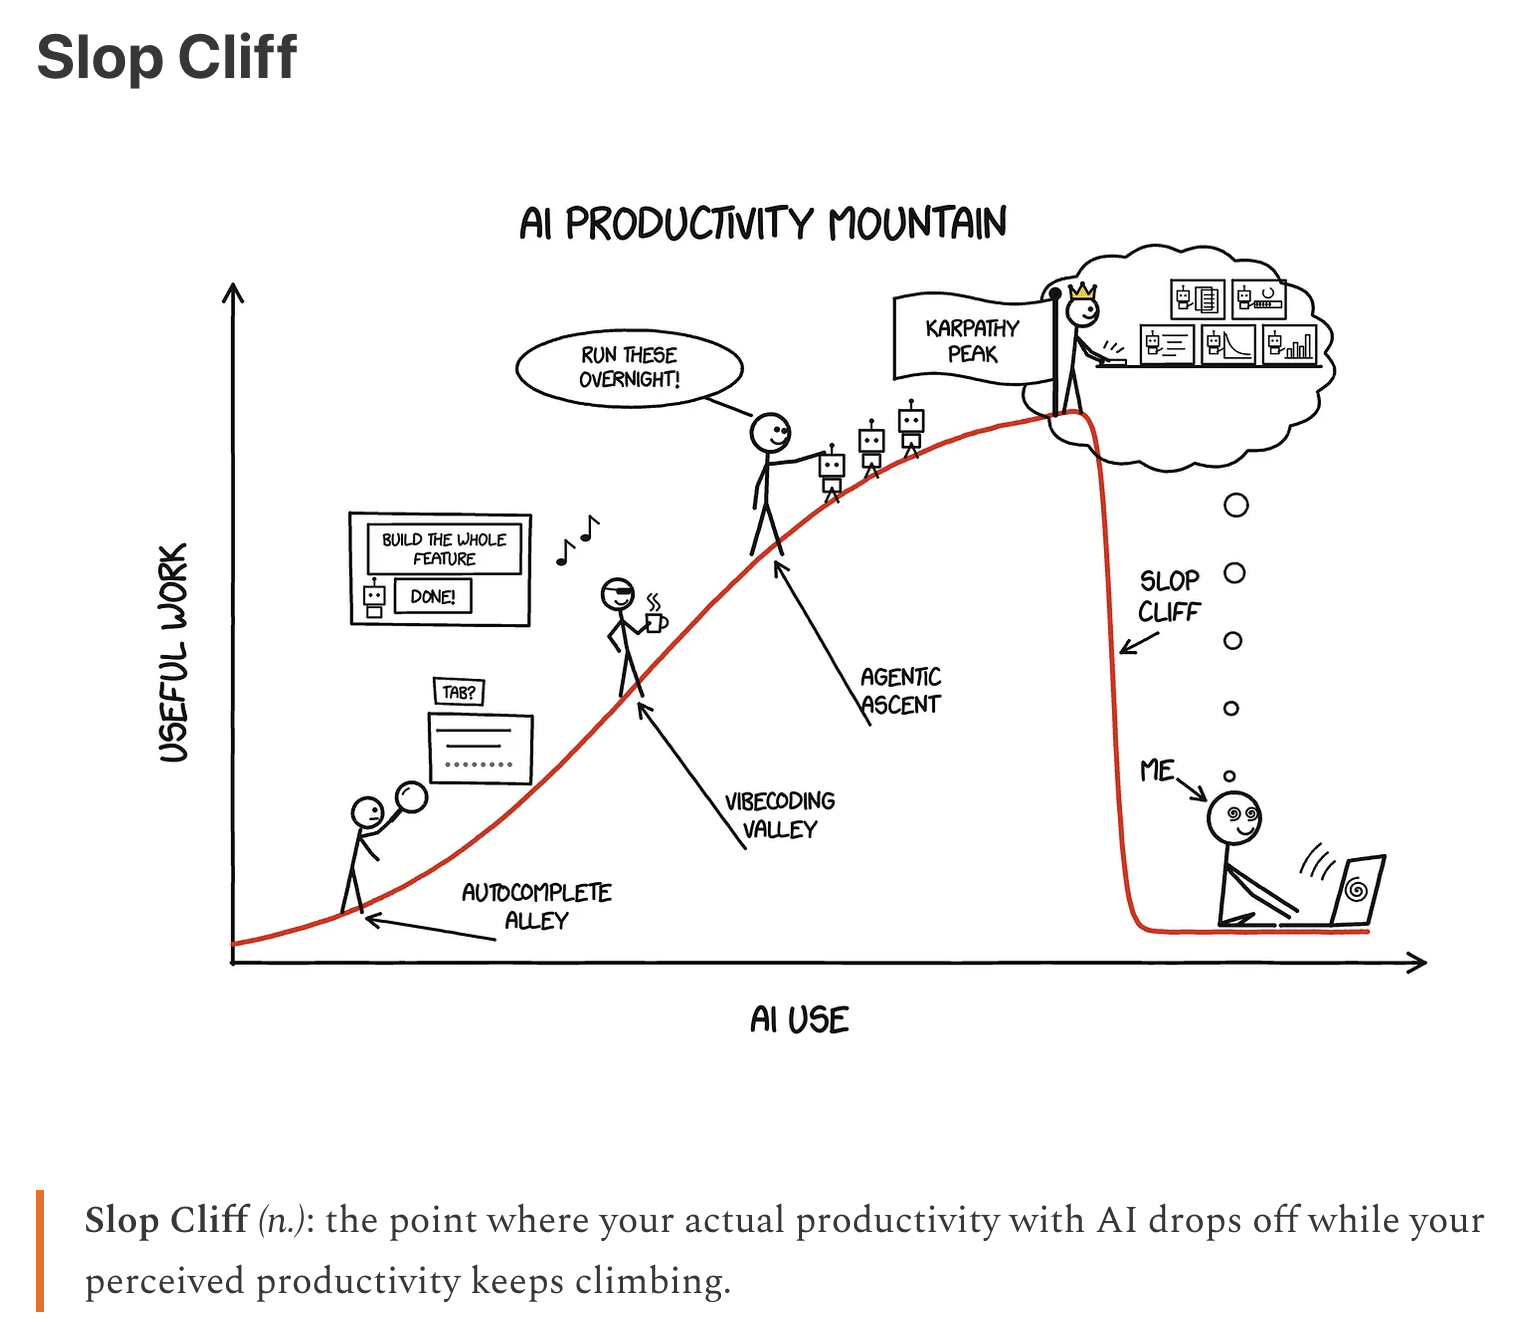 Slop Cliff
AI PRODUCTIVITY MOUNTAIN
KARPATHY
PEAK
RUN THESE
OVERNIGHT!
BUILD THE WHOLE
FEATURE
DONE!
TAB?
USEFUL WORK
SLOP
CLIFF
AGENTIC
ASCENT
ME
VIBECODING
VALLEY
AUTOCOMPLETE
ALLEY
AI USE
Slop Cliff (n.): the point where your actual productivity with AI drops off while your
perceived productivity keeps climbing.